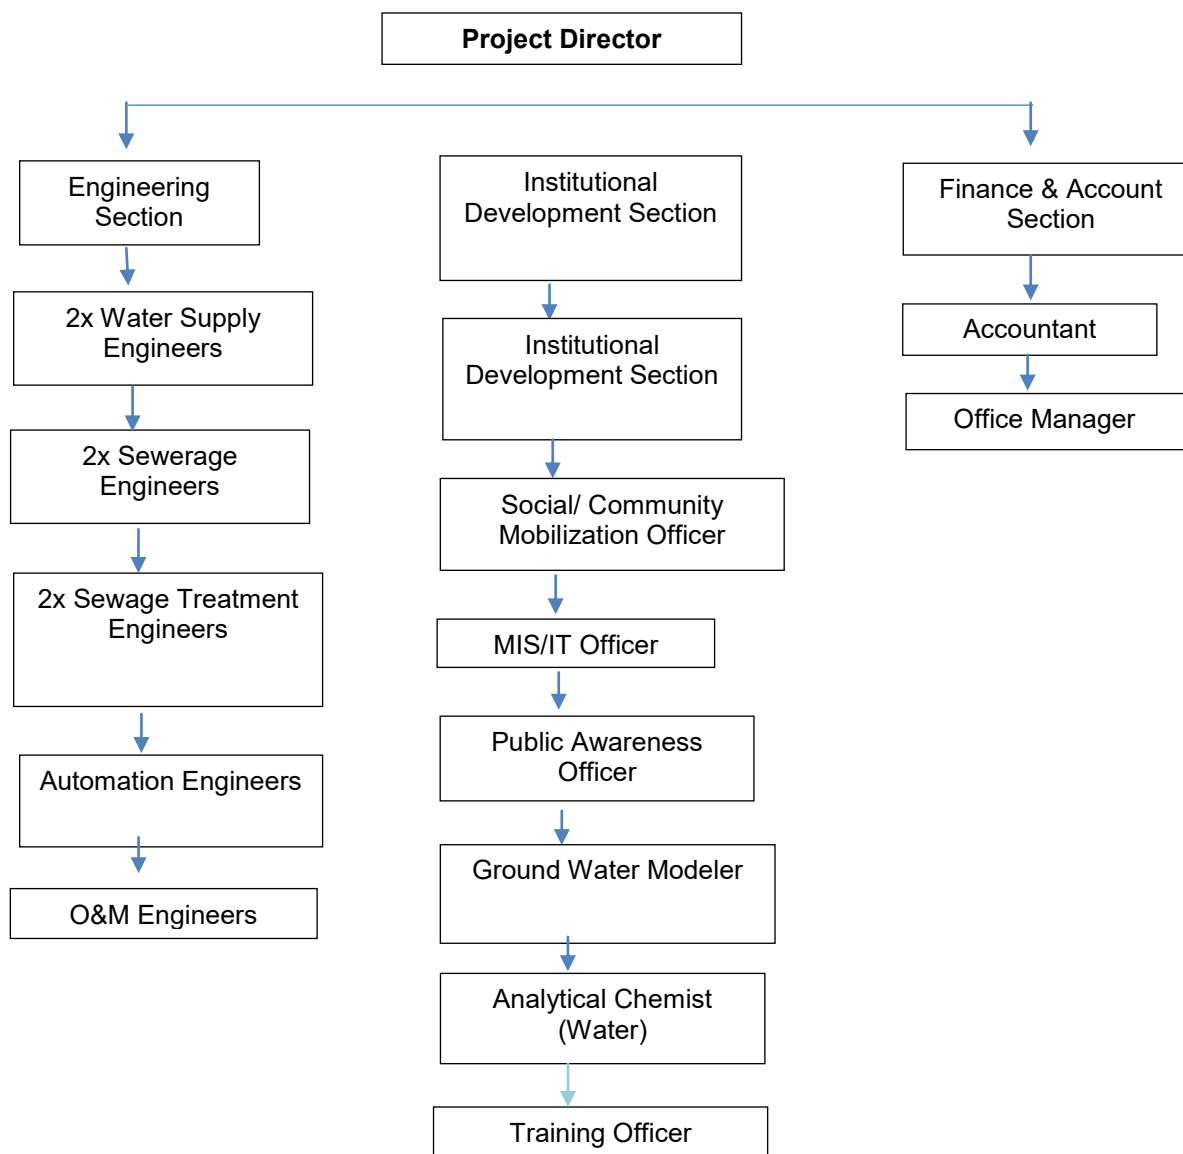 Project Director
Engineering
Section
2x Water Supply
Engineers
2x Sewerage
Engineers
2x Sewage Treatment
Engineers
Automation Engineers
O&M Engineers
Institutional
Development Section
Institutional
Development Section
Social/ Community
Mobilization Officer
MIS/IT Officer
Public Awareness
Officer
Ground Water Modeler
Analytical Chemist
(Water)
Training Officer
Finance & Account
Section
Accountant
Office Manager